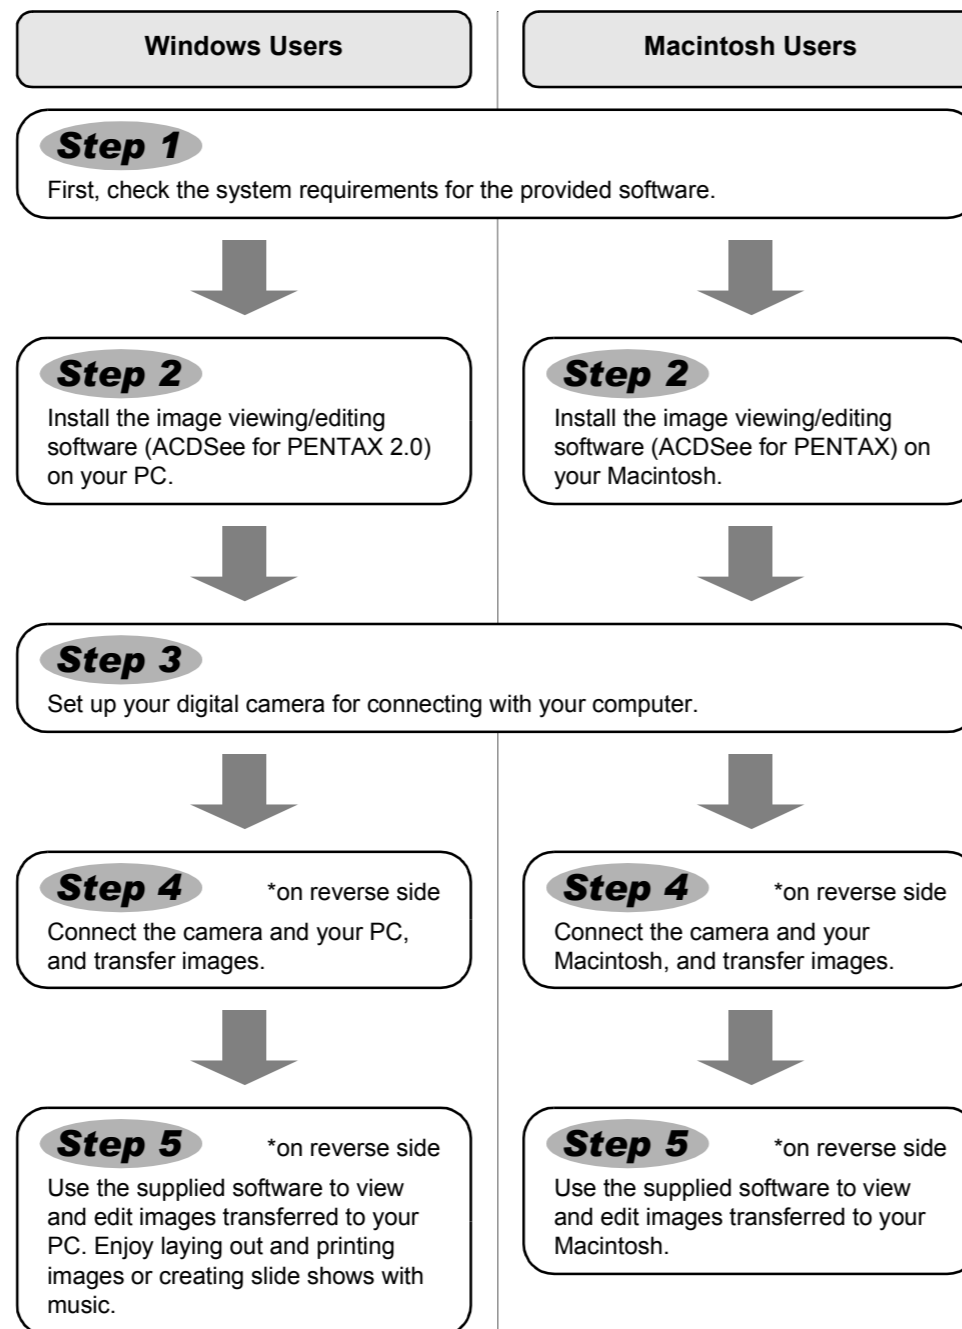 Windows Users
Macintosh Users
Step 1
First, check the system requirements for the provided software.
Step 2
Install the image viewing/editing
software (ACDSee for PENTAX 2.0)
on your PC.
Step 2
Install the image viewing/editing
software (ACDSee for PENTAX) on
your Macintosh.
Step 3
Set up your digital camera for connecting with your computer.
Step 4
*on reverse side
Connect the camera and your PC,
and transfer images.
Step 4
*on reverse side
Connect the camera and your
Macintosh, and transfer images.
Step 5
*on reverse side
Use the supplied software to view
and edit images transferred to your
PC. Enjoy laying out and printing
images or creating slide shows with
music.
Step 5
*on reverse side
Use the supplied software to view
and edit images transferred to your
Macintosh.